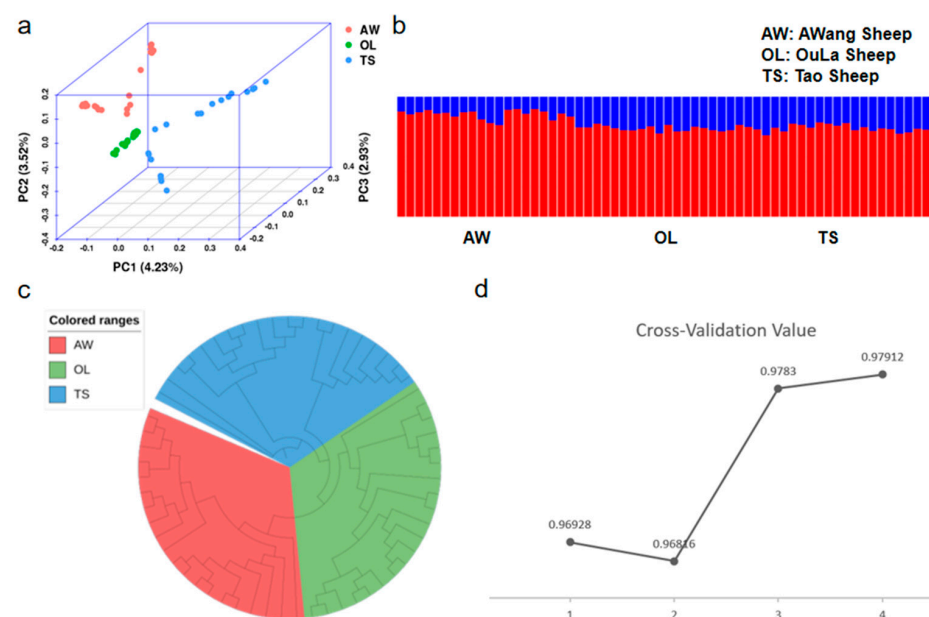 a
AW
OL
TS
PC2 (3.52%)
0.2
0.1
0.0
-0.1
-0.2
-0.3
-0.4
-0.2
-0.1
0.0
0.1
0.2
0.3
0.4
PC1 (4.23%)
-0.2
-0.1
0.0
0.1
0.2
0.3
0.4
PC3 (2.93%)
b
AW: AWang Sheep
OL: OuLa Sheep
TS: Tao Sheep
AW OL TS
c
Colored ranges
AW
OL
TS
d
Cross-Validation Value
0.96928
0.96816
0.9783
0.97912
1 2 3 4